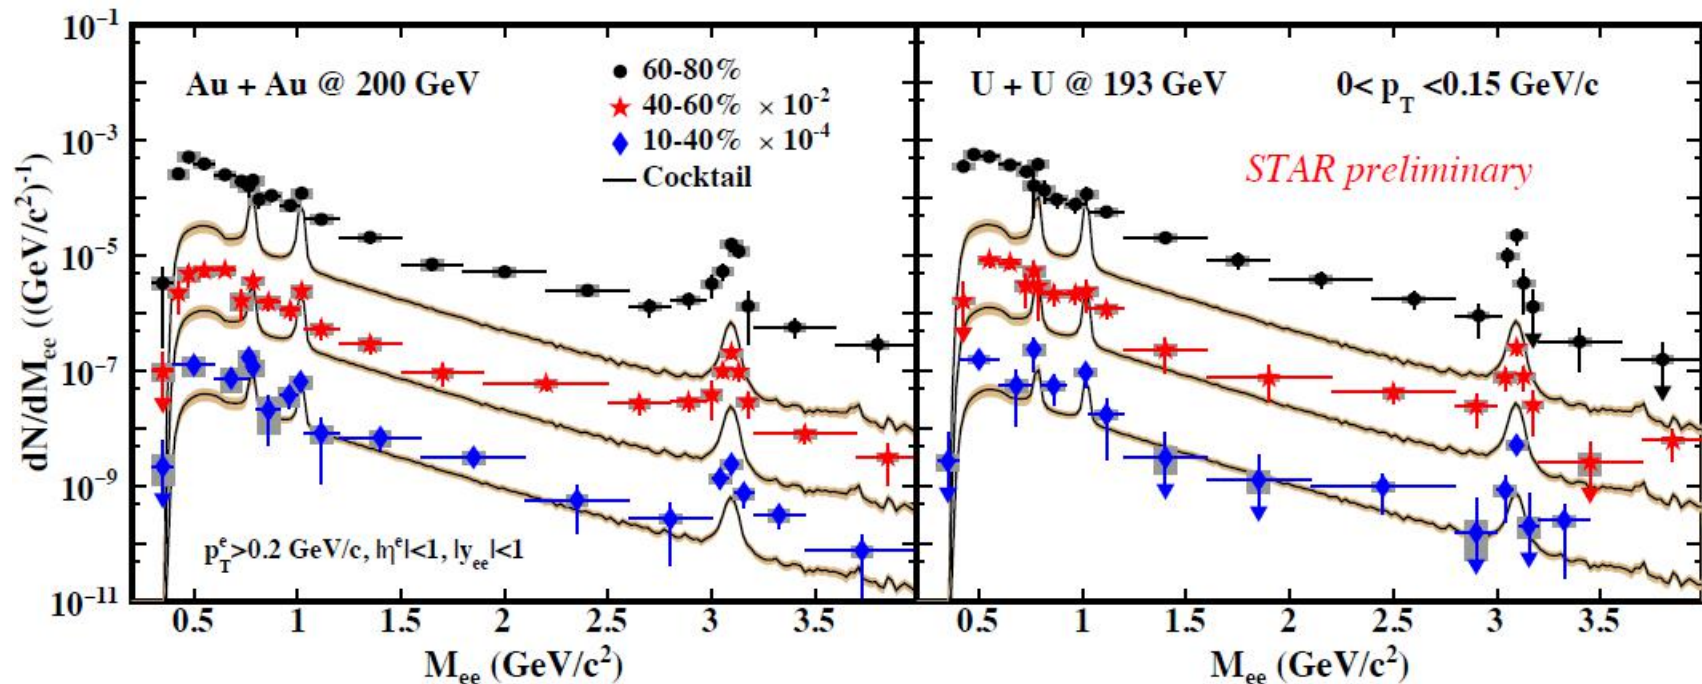 Au + Au @ 200 GeV
60-80%
40-60% × 10⁻²
10-40% × 10⁻⁴
Cocktail
U + U @ 193 GeV
0< p_T <0.15 GeV/c
STAR preliminary
dN/dM_ee ((GeV/c²)⁻¹)
10⁻¹
10⁻³
10⁻⁵
10⁻⁷
10⁻⁹
10⁻¹¹
p_T^e>0.2 GeV/c, |η^e|<1, |y_ee|<1
0.5 1 1.5 2 2.5 3 3.5
0.5 1 1.5 2 2.5 3 3.5
M_ee (GeV/c²)
M_ee (GeV/c²)